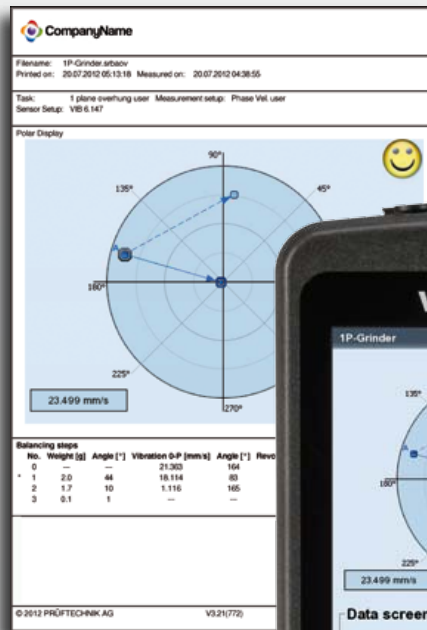 CompanyName
Filename: 1P-Grinder.srbaov
Printed on: 20.07.2012 05:13:18 Measured on: 20.07.2012 04:38:55
Task: 1 plane overhung user Measurement setup: Phase Vel. user
Sensor Setup: VIB 6.147
Polar Display
90°
135°
45°
180°
225°
270°
23.499 mm/s
Balancing steps
No. Weight [g] Angle [°] Vibration 0-P [mm/s] Angle [°] Revo
0 -- -- 21.363 164
* 1 2.0 44 18.114 83
2 1.7 10 1.116 165
3 0.1 1 -- --
© 2012 PRÜFTECHNIK AG V3.21(772)
V
1P-Grinder
135°
180°
225°
23.499 mm/s
Data screen